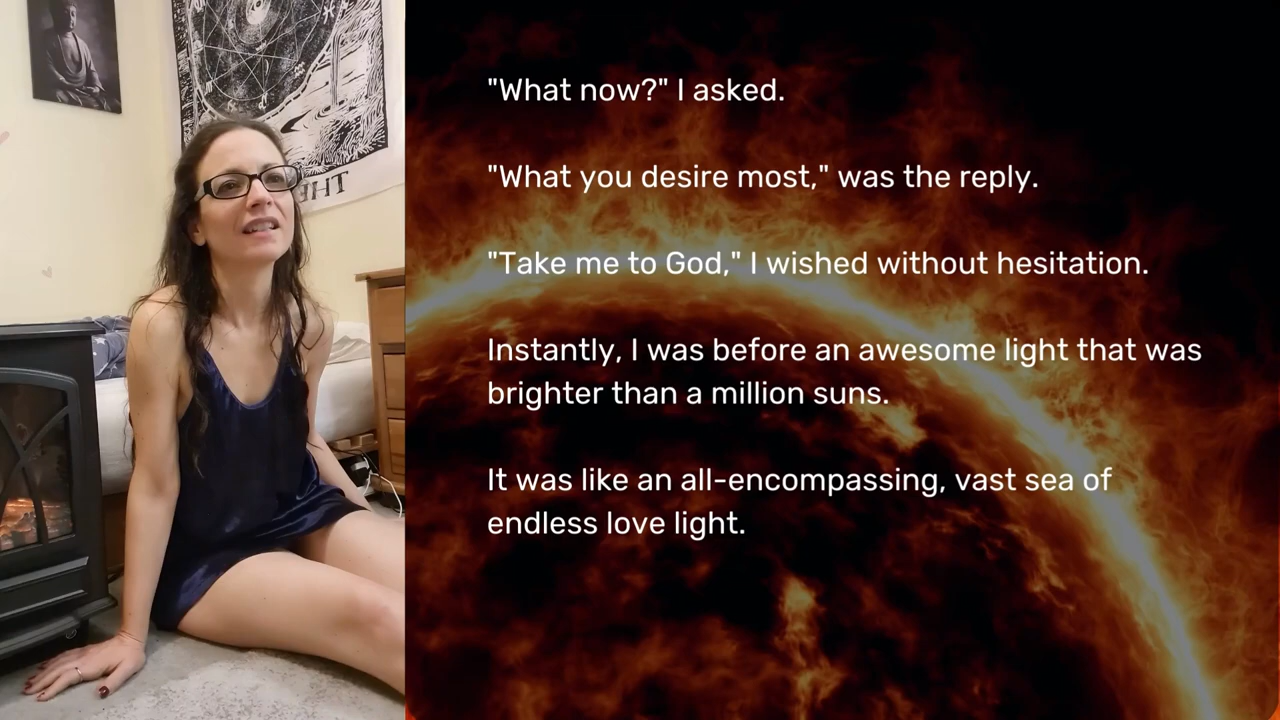 THE
"What now?" I asked.
"What you desire most," was the reply.
"Take me to God," I wished without hesitation.
Instantly, I was before an awesome light that was
brighter than a million suns.
It was like an all-encompassing, vast sea of
endless love light.